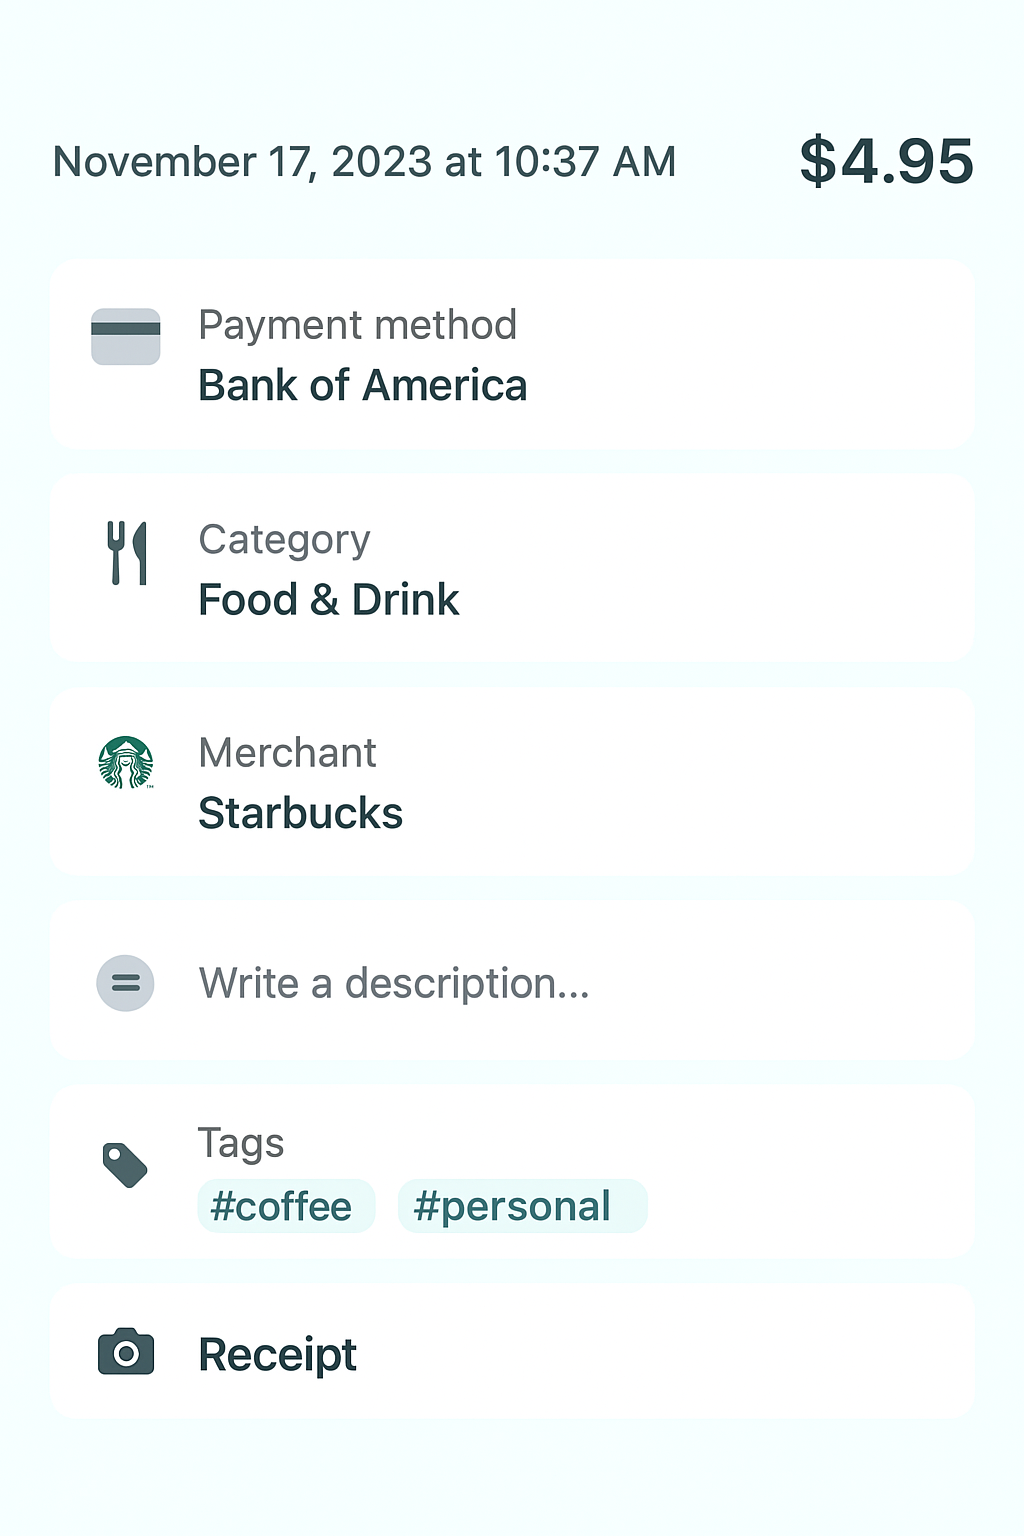 November 17, 2023 at 10:37 AM $4.95
Payment method
Bank of America
Category
Food & Drink
Merchant
Starbucks
Write a description...
Tags
#coffee #personal
Receipt